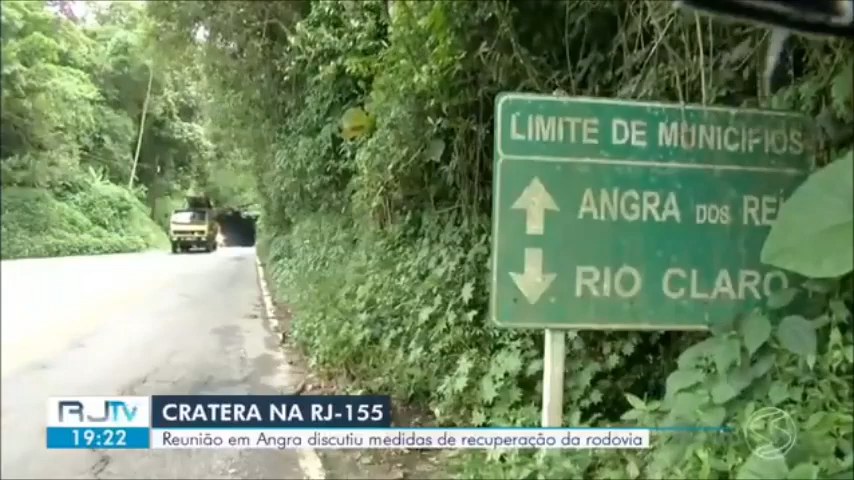 LIMITE DE MUNICÍPIOS
ANGRA DOS
RIO CLARO
RJTV
CRATERA NA RJ-155
19:22
Reunião em Angra discutiu medidas de recuperação da rodovia